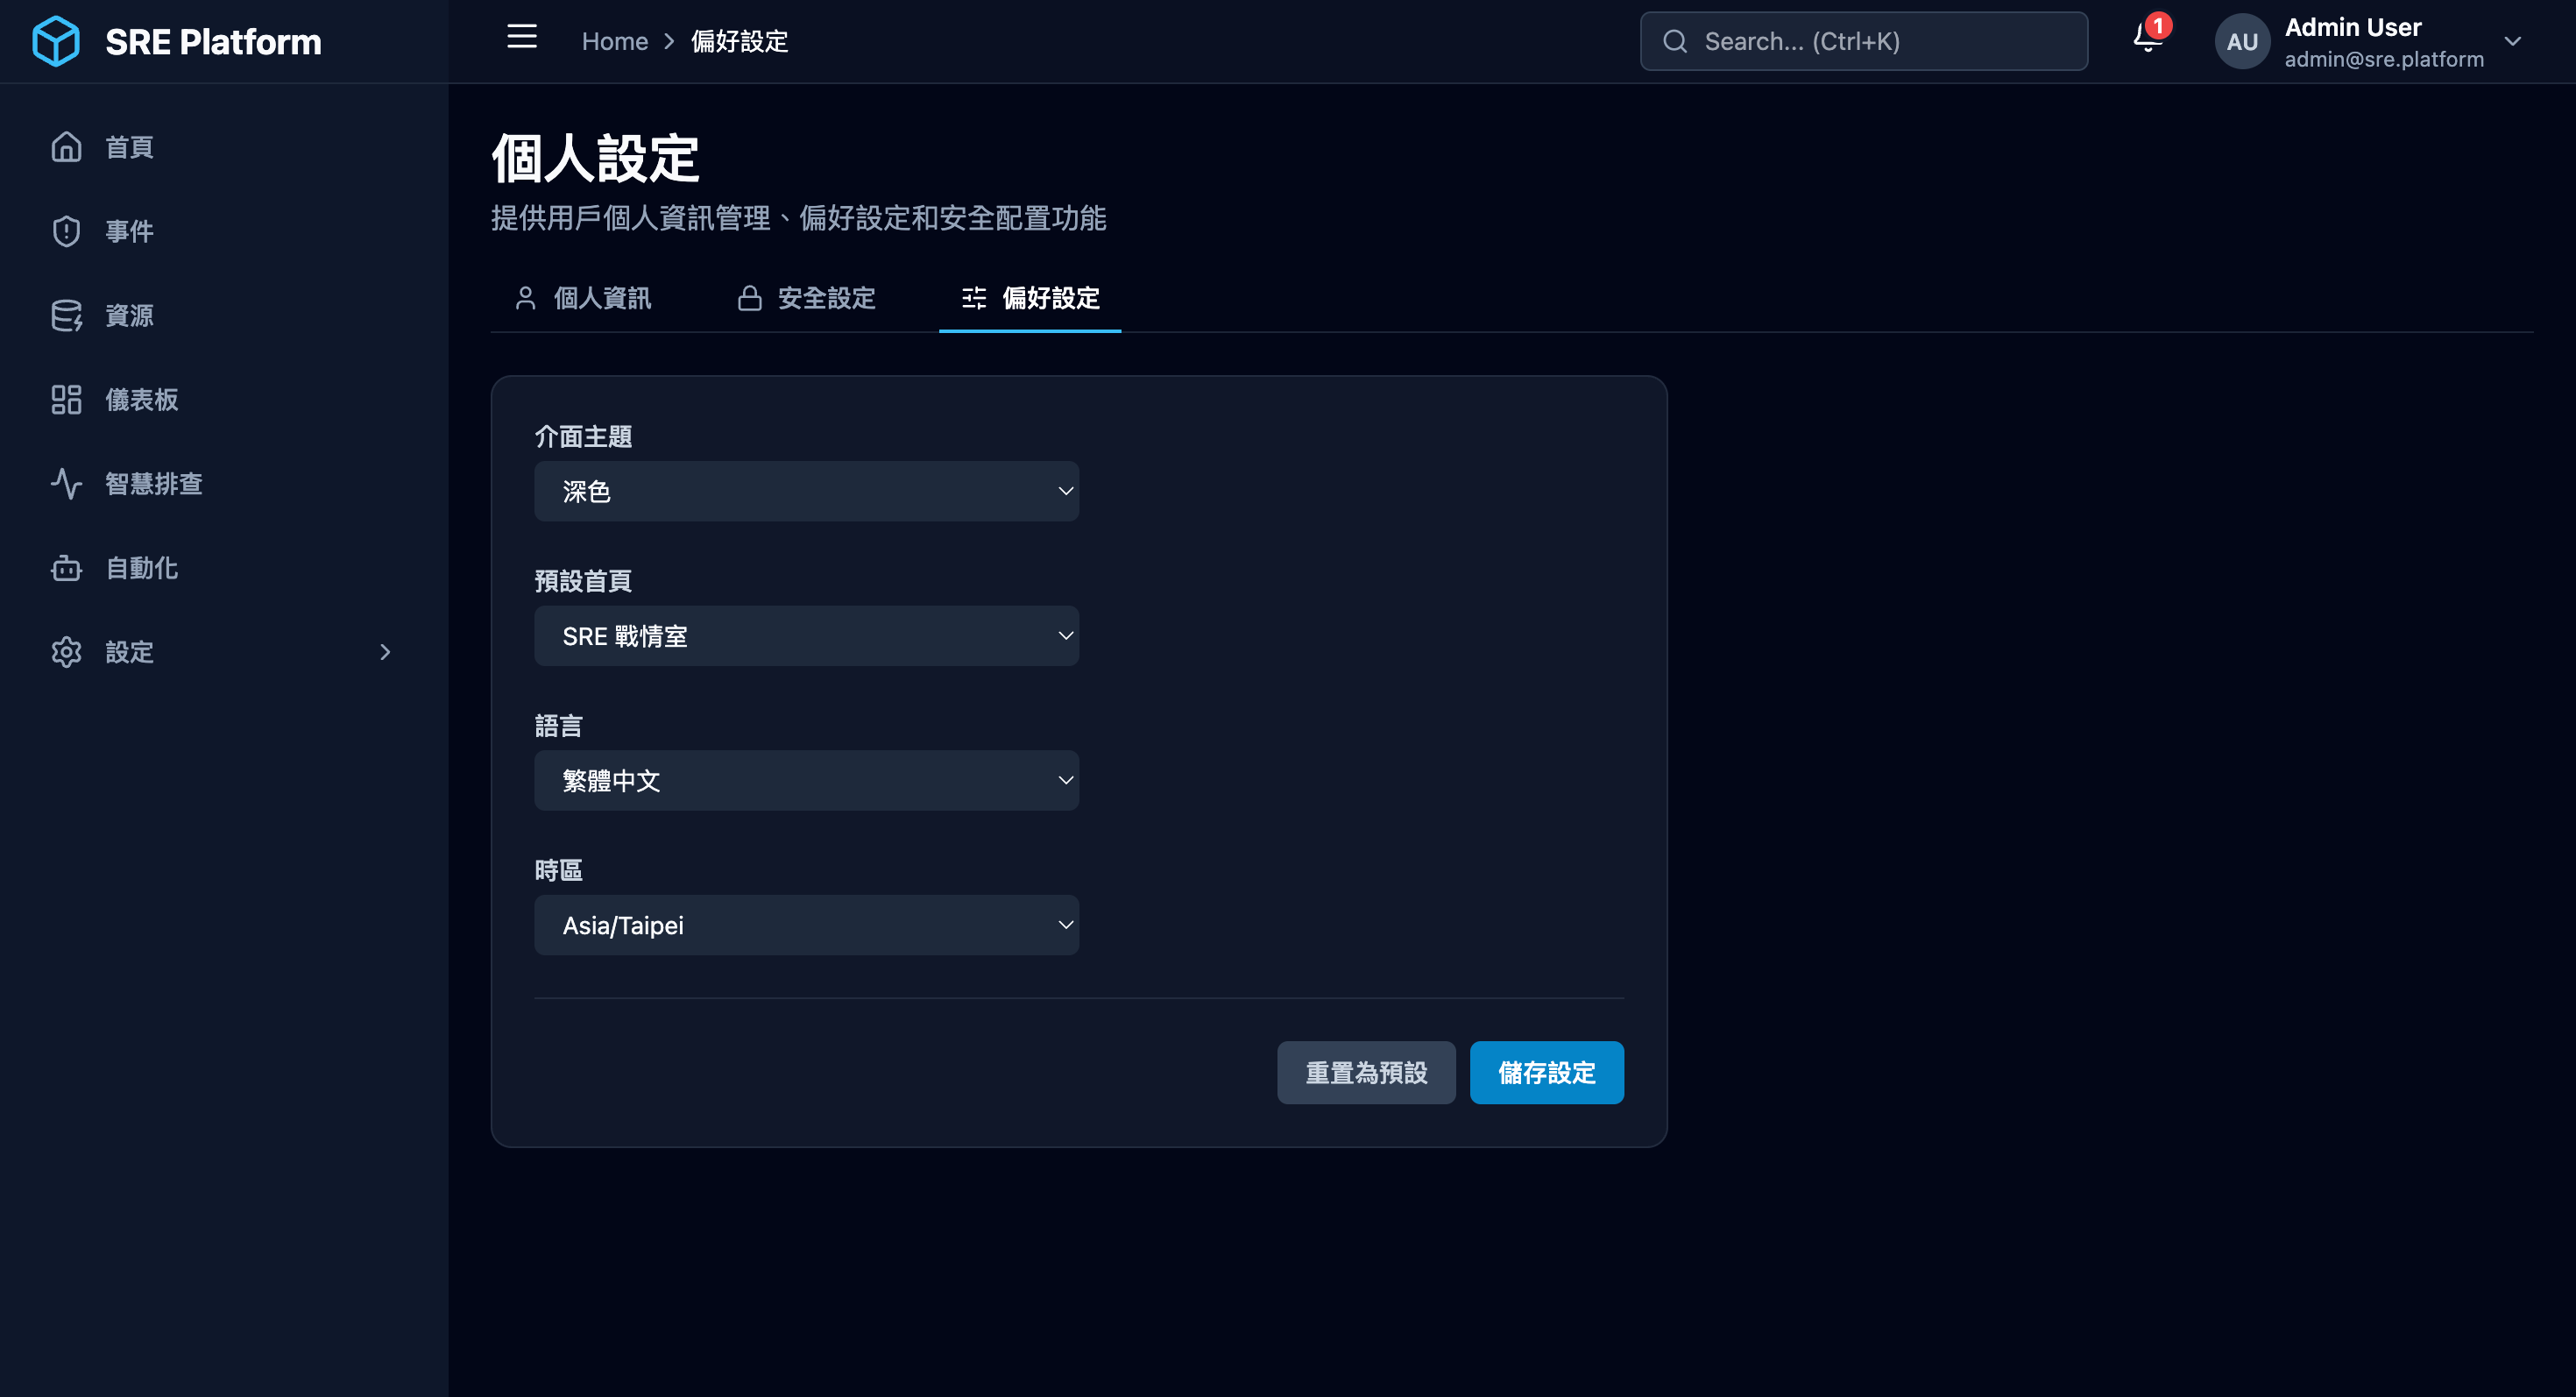 SRE Platform
Home > 偏好設定
Search... (Ctrl+K)
1
AU
Admin User
admin@sre.platform
首頁
事件
資源
儀表板
智慧排查
自動化
設定
個人設定
提供用戶個人資訊管理、偏好設定和安全配置功能
個人資訊
安全設定
偏好設定
介面主題
深色
預設首頁
SRE 戰情室
語言
繁體中文
時區
Asia/Taipei
重置為預設
儲存設定